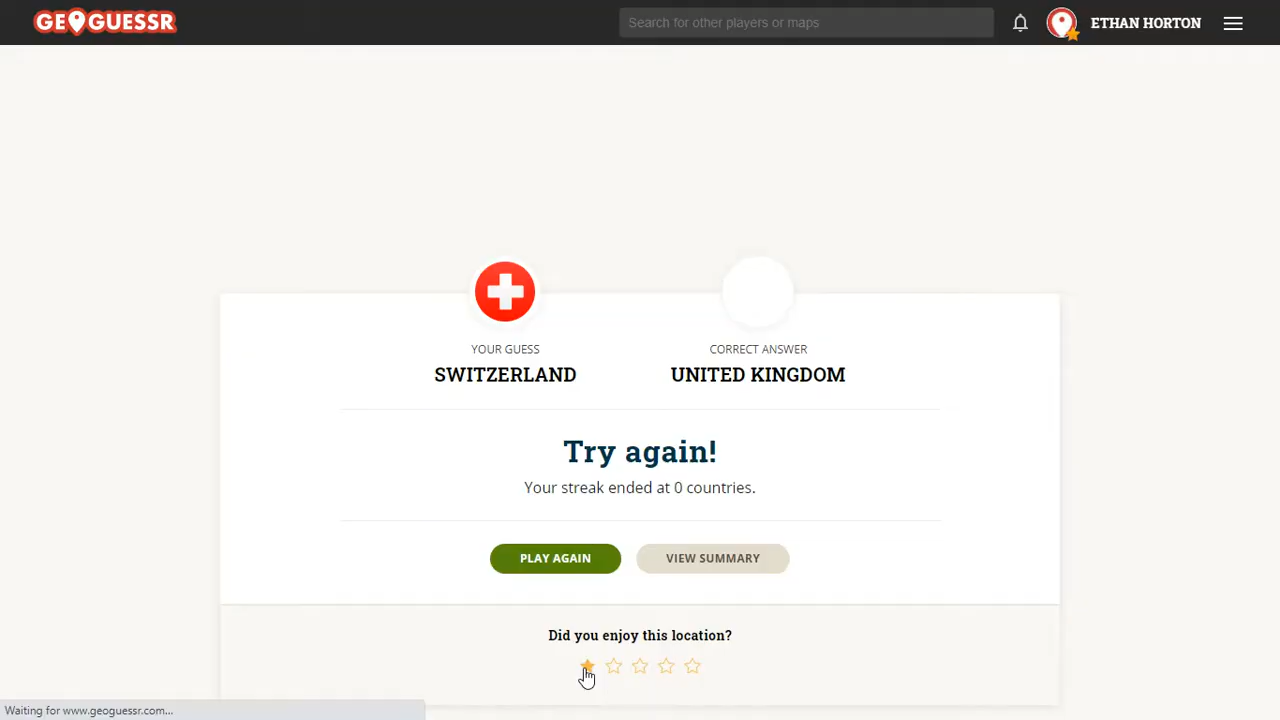 GEOGUESSR
Search for other players or maps
ETHAN HORTON
YOUR GUESS
SWITZERLAND
CORRECT ANSWER
UNITED KINGDOM
Try again!
Your streak ended at 0 countries.
PLAY AGAIN
VIEW SUMMARY
Did you enjoy this location?
Waiting for www.geoguessr.com...